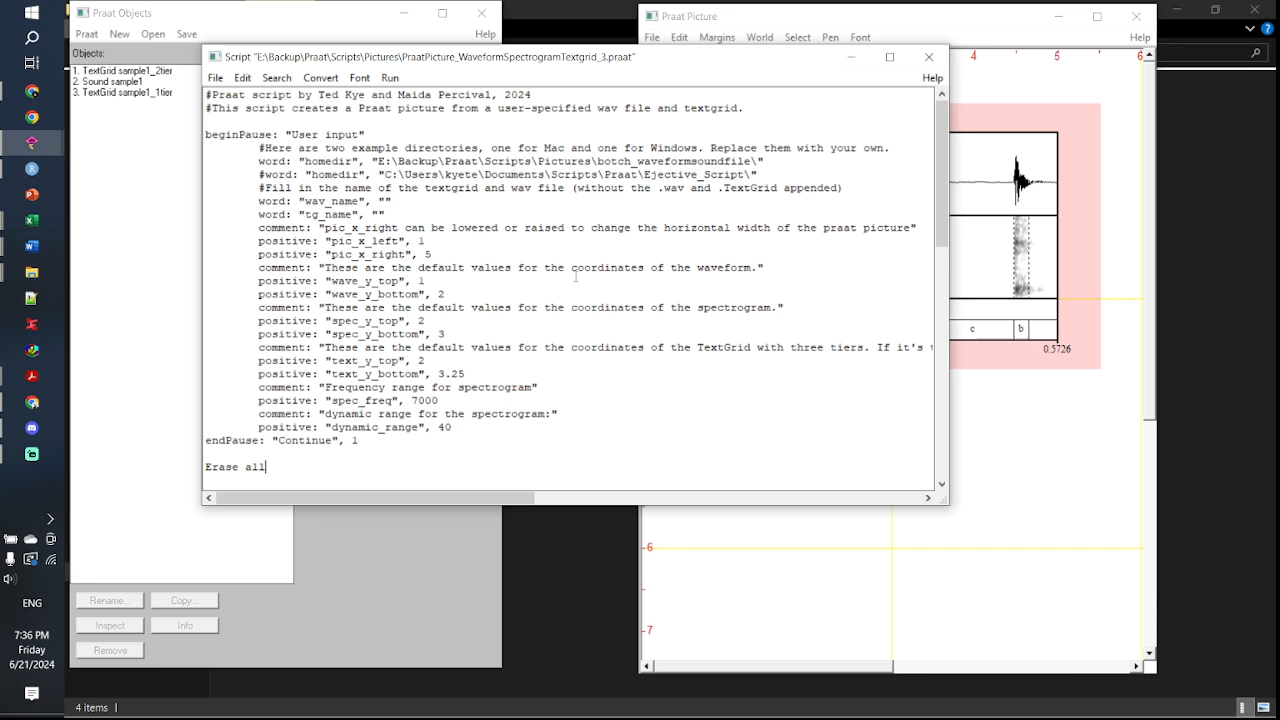 Praat Objects
Praat New Open Save Help
Objects:
1. TextGrid sample1_2tier
2. Sound sample1
3. TextGrid sample1_1tier
Rename...
Copy...
Inspect
Info
Remove
Praat Picture
File Edit Margins World Select Pen Font Help
4 5 6
c b
0.5726
6
7
Script "E:\Backup\Praat\Scripts\Pictures\PraatPicture_WaveformSpectrogramTextgrid_3.praat"
File Edit Search Convert Font Run Help
#Praat script by Ted Kye and Maida Percival, 2024
#This script creates a Praat picture from a user-specified wav file and textgrid.
beginPause: "User input"
#Here are two example directories, one for Mac and one for Windows. Replace them with your own.
word: "homedir", "E:\Backup\Praat\Scripts\Pictures\botch_waveformsoundfile\"
#word: "homedir", "C:\Users\kyete\Documents\Scripts\Praat\Ejective_Script\"
#Fill in the name of the textgrid and wav file (without the .wav and .TextGrid appended)
word: "wav_name", ""
word: "tg_name", ""
comment: "pic_x_right can be lowered or raised to change the horizontal width of the praat picture"
positive: "pic_x_left", 1
positive: "pic_x_right", 5
comment: "These are the default values for the coordinates of the waveform."
positive: "wave_y_top", 1
positive: "wave_y_bottom", 2
comment: "These are the default values for the coordinates of the spectrogram."
positive: "spec_y_top", 2
positive: "spec_y_bottom", 3
comment: "These are the default values for the coordinates of the TextGrid with three tiers. If it's
positive: "text_y_top", 2
positive: "text_y_bottom", 3.25
comment: "Frequency range for spectrogram"
positive: "spec_freq", 7000
comment: "dynamic range for the spectrogram:"
positive: "dynamic_range", 40
endPause: "Continue", 1
Erase all
ENG
7:36 PM
Friday
6/21/2024
4 items